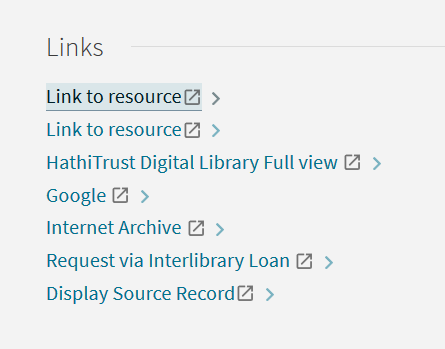 Links
Link to resource
Link to resource
HathiTrust Digital Library Full view
Google
Internet Archive
Request via Interlibrary Loan
Display Source Record